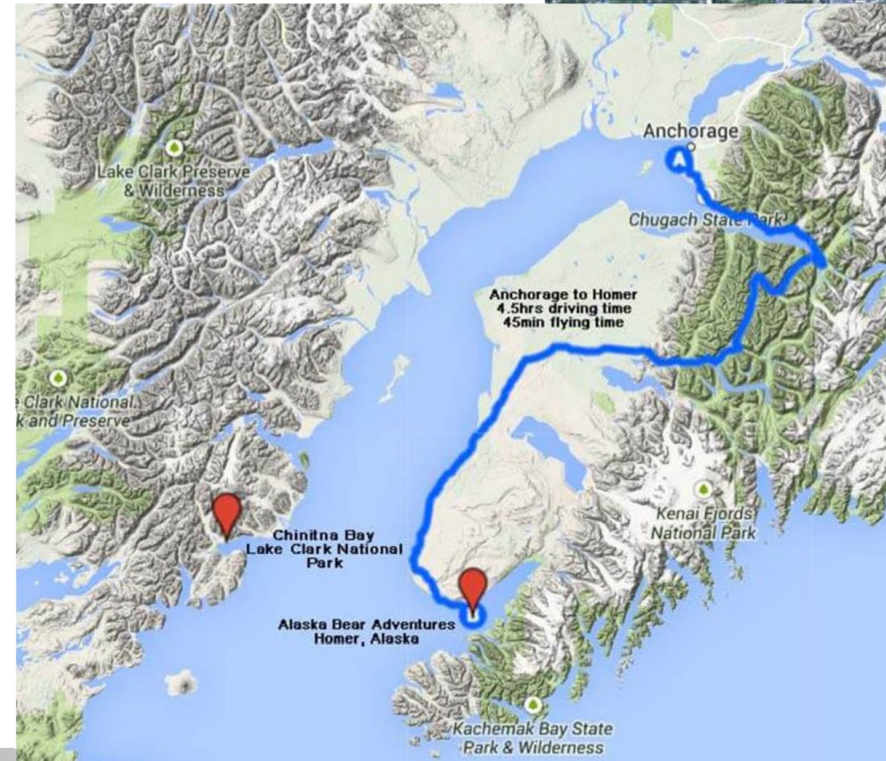 Anchorage
A
Lake Clark Preserve
& Wilderness
Chugach State Park
Anchorage to Homer
4.5hrs driving time
45min flying time
e Clark National
k and Preserve
Kenai Fjords
National Park
Chinitna Bay
Lake Clark National
Park
Alaska Bear Adventures
Homer, Alaska
Kachemak Bay State
Park & Wilderness